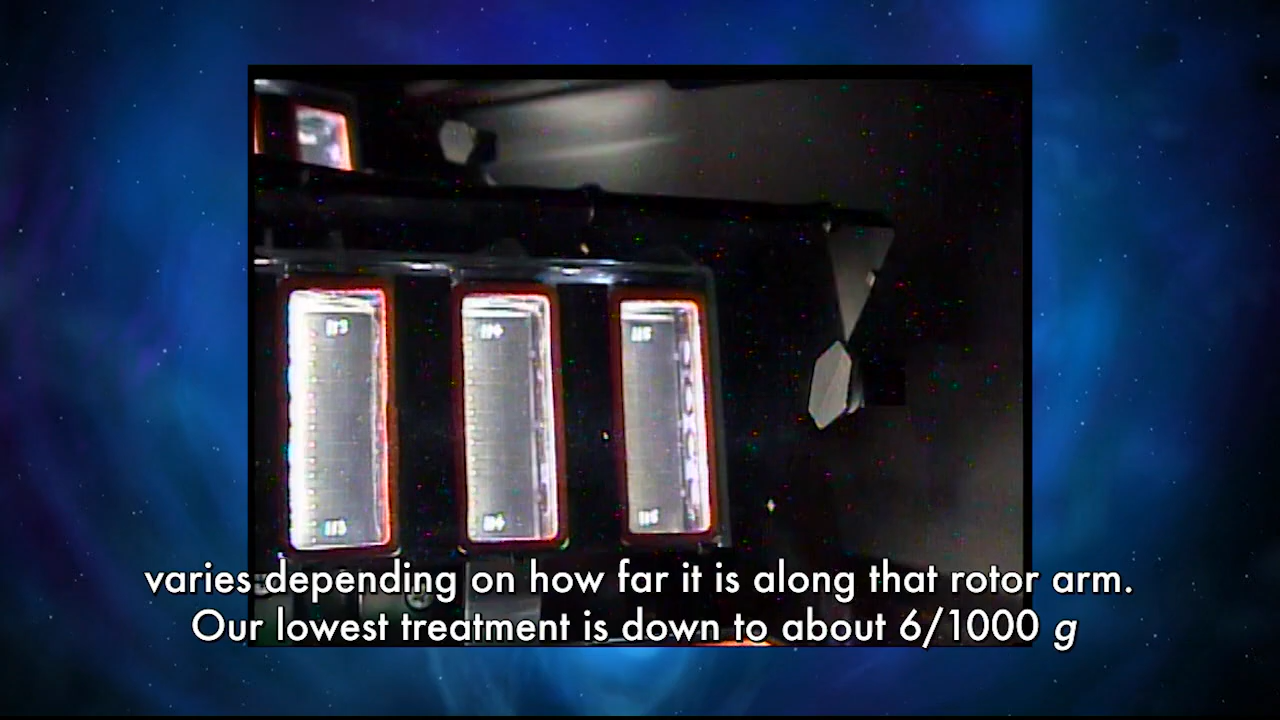 varies depending on how far it is along that rotor arm.
Our lowest treatment is down to about 6/1000 g